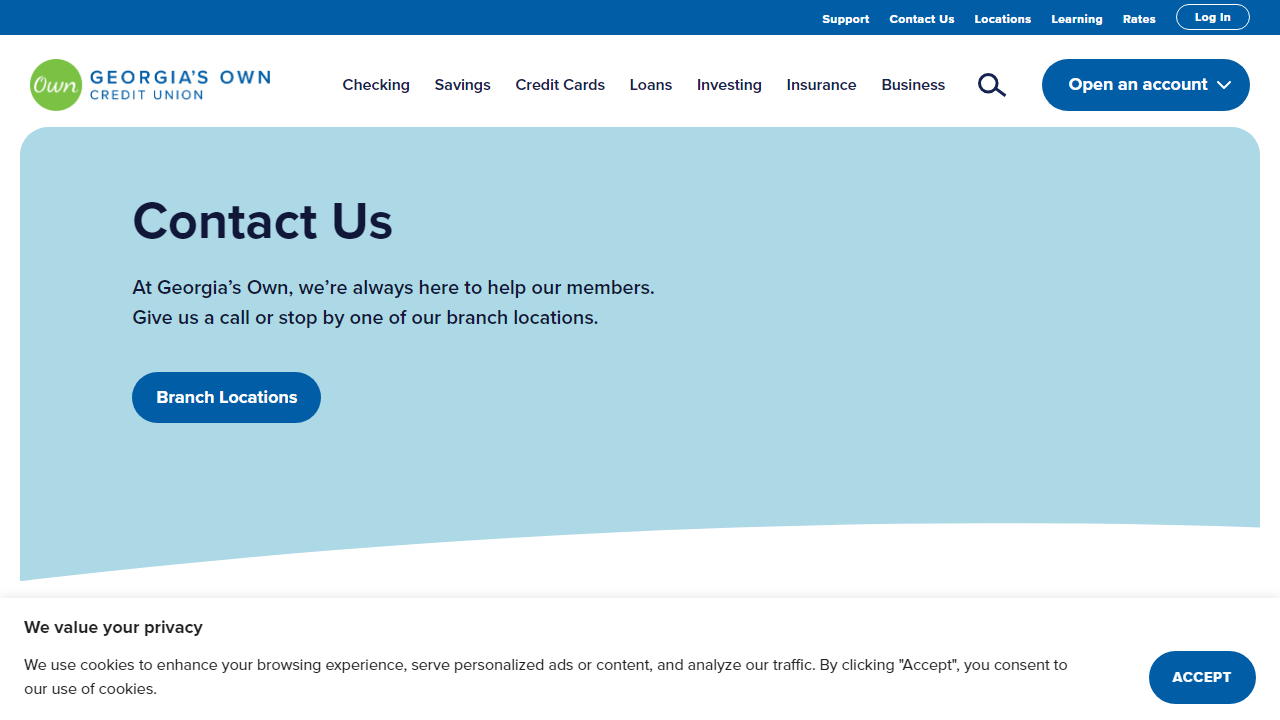 Support Contact Us Locations Learning Rates Log In
Own GEORGIA'S OWN
CREDIT UNION
Checking Savings Credit Cards Loans Investing Insurance Business Open an account
Contact Us
At Georgia’s Own, we’re always here to help our members.
Give us a call or stop by one of our branch locations.
Branch Locations
We value your privacy
We use cookies to enhance your browsing experience, serve personalized ads or content, and analyze our traffic. By clicking "Accept", you consent to
our use of cookies.
ACCEPT